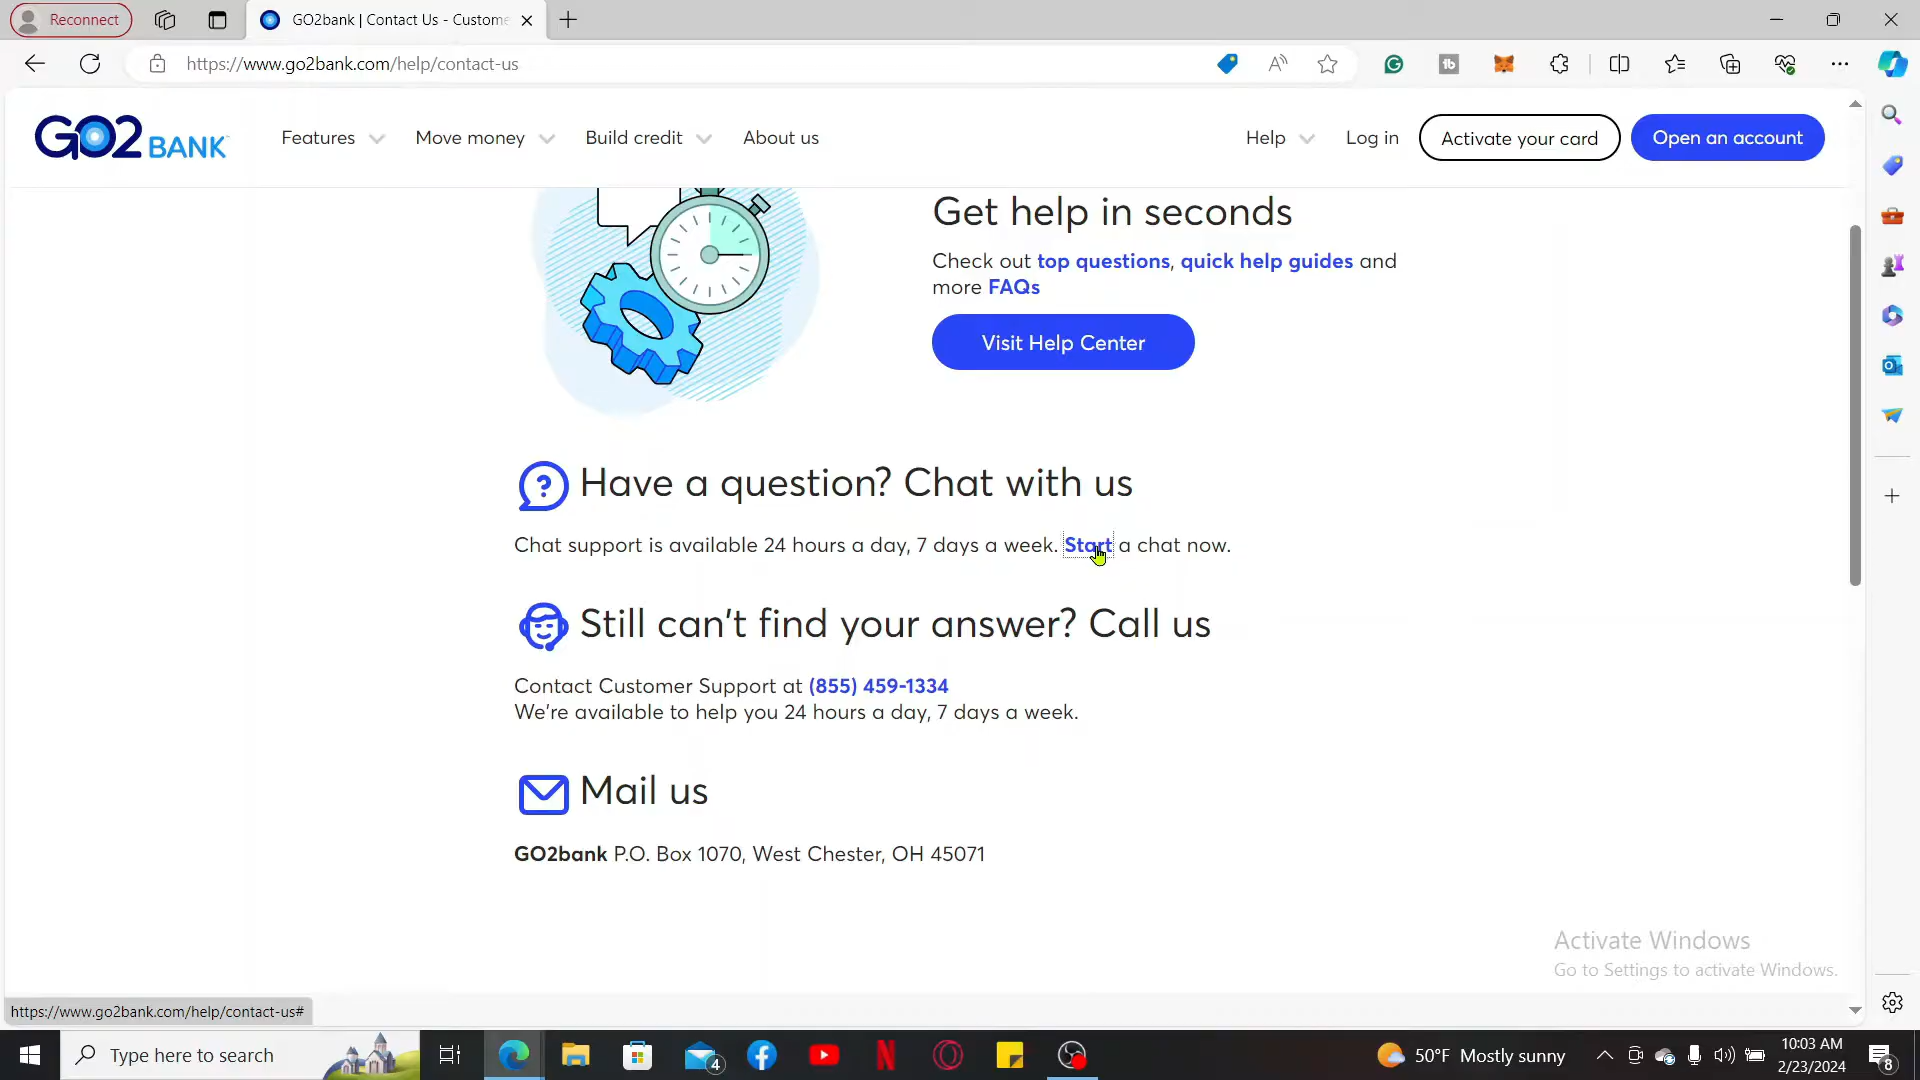 Reconnect
GO2bank | Contact Us - Custome
https://www.go2bank.com/help/contact-us
GO2 BANK
Features
Move money
Build credit
About us
Help
Log in
Activate your card
Open an account
Get help in seconds
Check out top questions, quick help guides and
more FAQs
Visit Help Center
Have a question? Chat with us
Chat support is available 24 hours a day, 7 days a week. Start a chat now.
Still can't find your answer? Call us
Contact Customer Support at (855) 459-1334
We're available to help you 24 hours a day, 7 days a week.
Mail us
GO2bank P.O. Box 1070, West Chester, OH 45071
Activate Windows
Go to Settings to activate Windows.
https://www.go2bank.com/help/contact-us#
Type here to search
4
50°F Mostly sunny
10:03 AM
2/23/2024
8